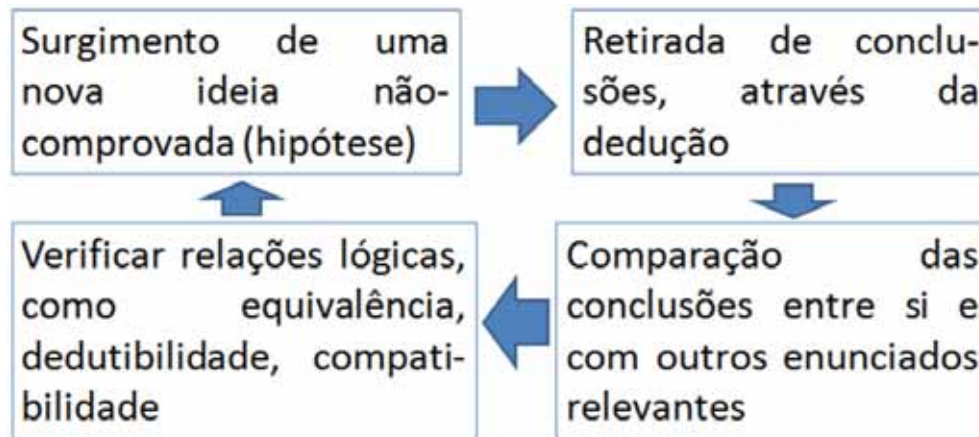 Surgimento de uma
nova ideia não-
comprovada (hipótese)
Retirada de conclu-
sões, através da
dedução
Comparação das
conclusões entre si e
com outros enunciados
relevantes
Verificar relações lógicas,
como equivalência,
dedutibilidade, compati-
bilidade